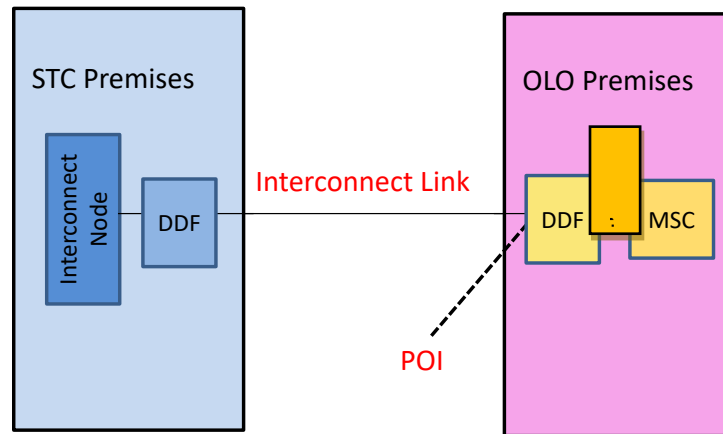 STC Premises
OLO Premises
Interconnect
Node
DDF
Interconnect Link
DDF
:
MSC
POI